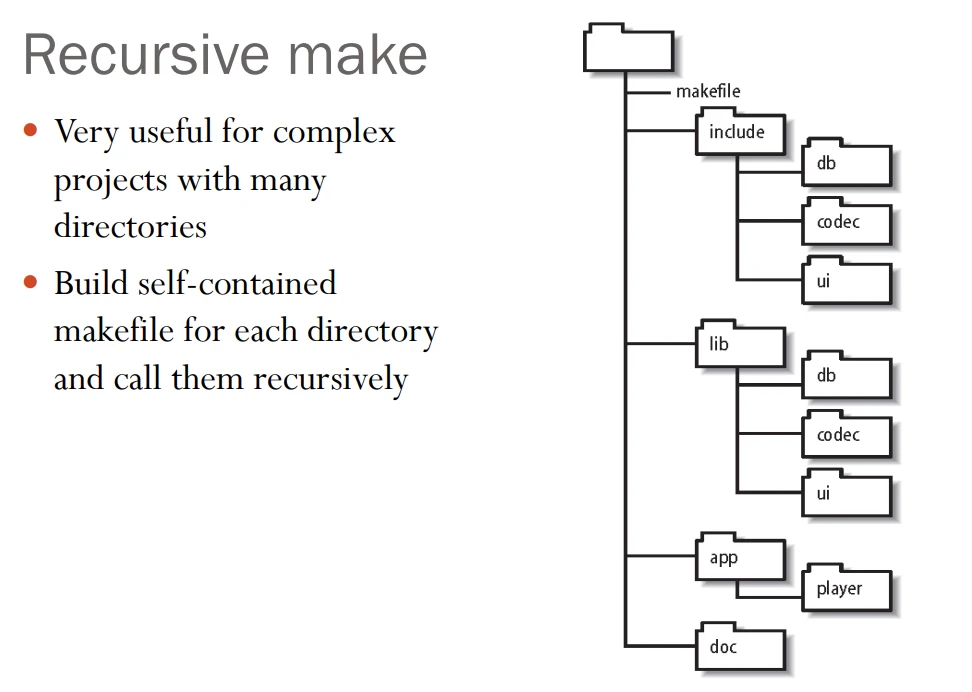 Recursive make
• Very useful for complex
projects with many
directories
• Build self-contained
makefile for each directory
and call them recursively
makefile
include
db
codec
ui
lib
db
codec
ui
app
player
doc